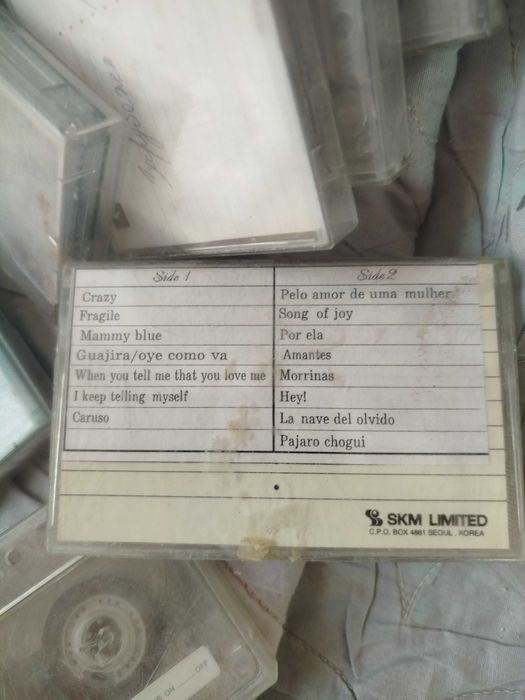 Side 1
Crazy
Fragile
Mammy blue
Guajira/oye como va
When you tell me that you love me
I keep telling myself
Caruso
Side 2
Pelo amor de uma mulher
Song of joy
Por ela
Amantes
Morrinas
Hey!
La nave del olvido
Pajaro chogui
SKM LIMITED
C.P.O. BOX 4861 SEOUL, KOREA
ON OFF